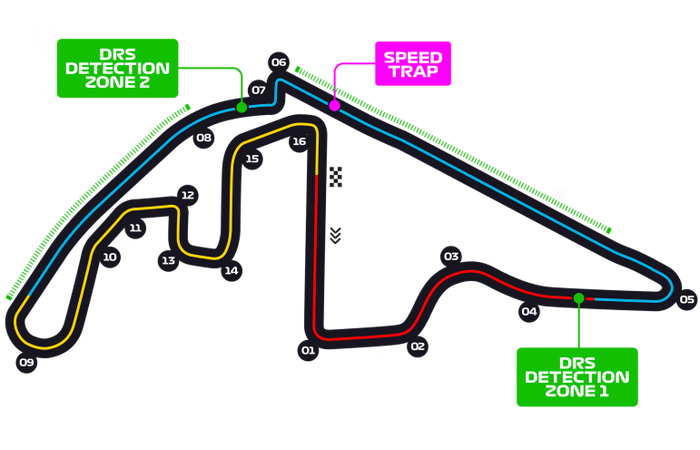 DRS
DETECTION
ZONE 2
06
SPEED
TRAP
07
08
16
15
12
11
10
13
14
03
05
04
01
02
09
DRS
DETECTION
ZONE 1